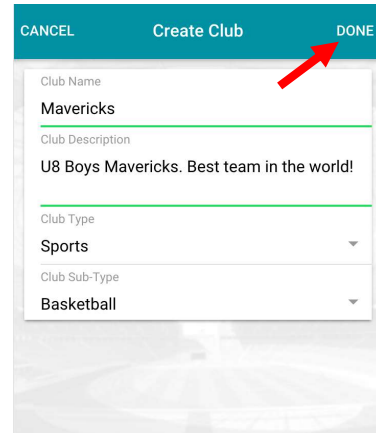 CANCEL Create Club DONE
Club Name
Mavericks
Club Description
U8 Boys Mavericks. Best team in the world!
Club Type
Sports
Club Sub-Type
Basketball